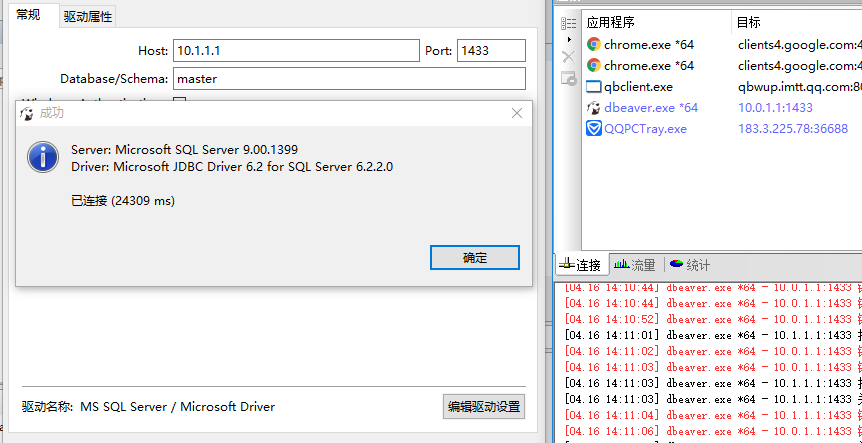 常规
驱动属性
Host: 10.1.1.1 Port: 1433
Database/Schema: master
成功
Server: Microsoft SQL Server 9.00.1399
Driver: Microsoft JDBC Driver 6.2 for SQL Server 6.2.2.0
已连接 (24309 ms)
确定
驱动名称: MS SQL Server / Microsoft Driver
编辑驱动设置
应用程序 目标
chrome.exe *64 clients4.google.com:4
chrome.exe *64 clients4.google.com:4
qbclient.exe qbwup.imtt.qq.com:80
dbeaver.exe *64 10.0.1.1:1433
QQPCTray.exe 183.3.225.78:36688
连接 流量 统计
[04.16 14:10:44] dbeaver.exe *64 - 10.0.1.1:1433
[04.16 14:10:44] dbeaver.exe *64 - 10.0.1.1:1433
[04.16 14:10:52] dbeaver.exe *64 - 10.0.1.1:1433
[04.16 14:11:01] dbeaver.exe *64 - 10.1.1.1:1433
[04.16 14:11:02] dbeaver.exe *64 - 10.0.1.1:1433
[04.16 14:11:03] dbeaver.exe *64 - 10.0.1.1:1433
[04.16 14:11:03] dbeaver.exe *64 - 10.1.1.1:1433
[04.16 14:11:03] dbeaver.exe *64 - 10.1.1.1:1433
[04.16 14:11:04] dbeaver.exe *64 - 10.0.1.1:1433
[04.16 14:11:06] dbeaver.exe *64 - 10.0.1.1:1433